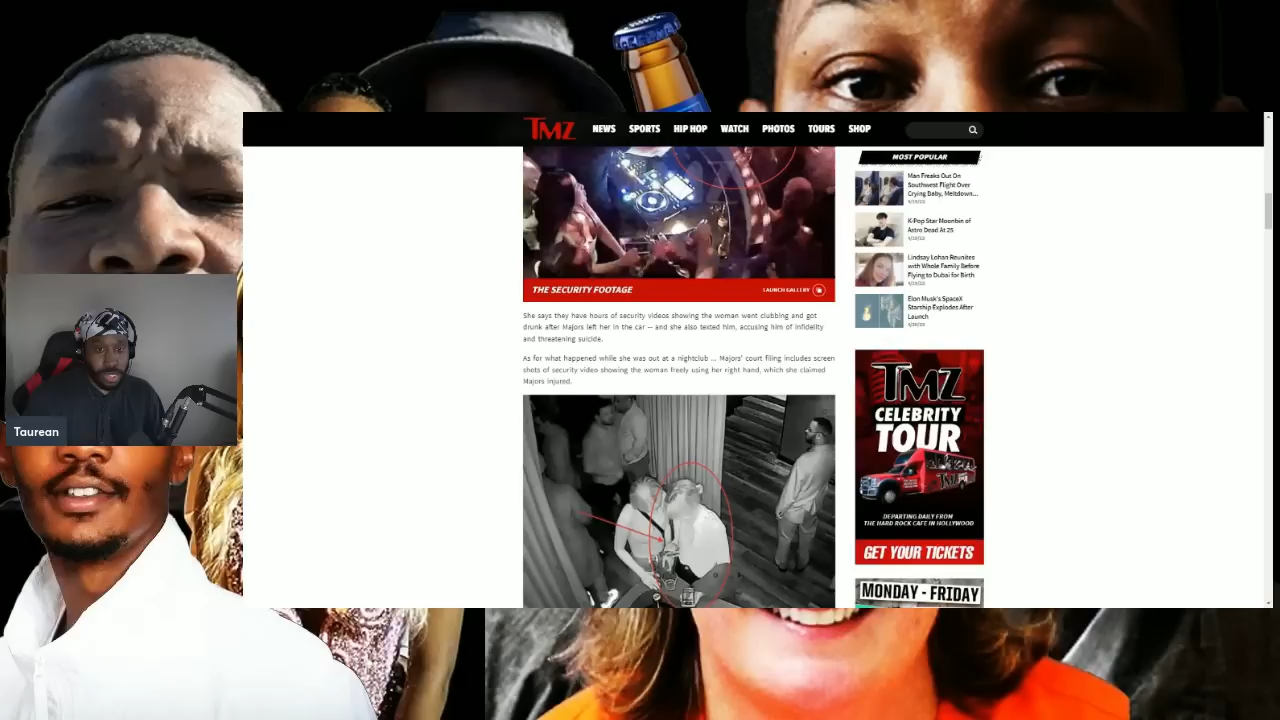 TMZ NEWS SPORTS HIP HOP WATCH PHOTOS TOURS SHOP
THE SECURITY FOOTAGE
LAUNCH GALLERY
She says they have hours of security videos showing the woman went clubbing and got
drunk after Majors left her in the car -- and she also texted him, accusing him of infidelity
and threatening suicide.
As for what happened while she was out at a nightclub ... Majors' court filing includes screen
shots of security video showing the woman freely using her right hand, which she claimed
Majors injured.
MOST POPULAR
Man Freaks Out On
Southwest Flight Over
Crying Baby, Meltdown...
K-Pop Star Moonbin of
Astro Dead At 25
Lindsay Lohan Reunites
with Whole Family Before
Flying to Dubai for Birth
Elon Musk's SpaceX
Starship Explodes After
Launch
TMZ
CELEBRITY
TOUR
DEPARTING DAILY FROM
THE HARD ROCK CAFE IN HOLLYWOOD
GET YOUR TICKETS
MONDAY - FRIDAY
Taurean